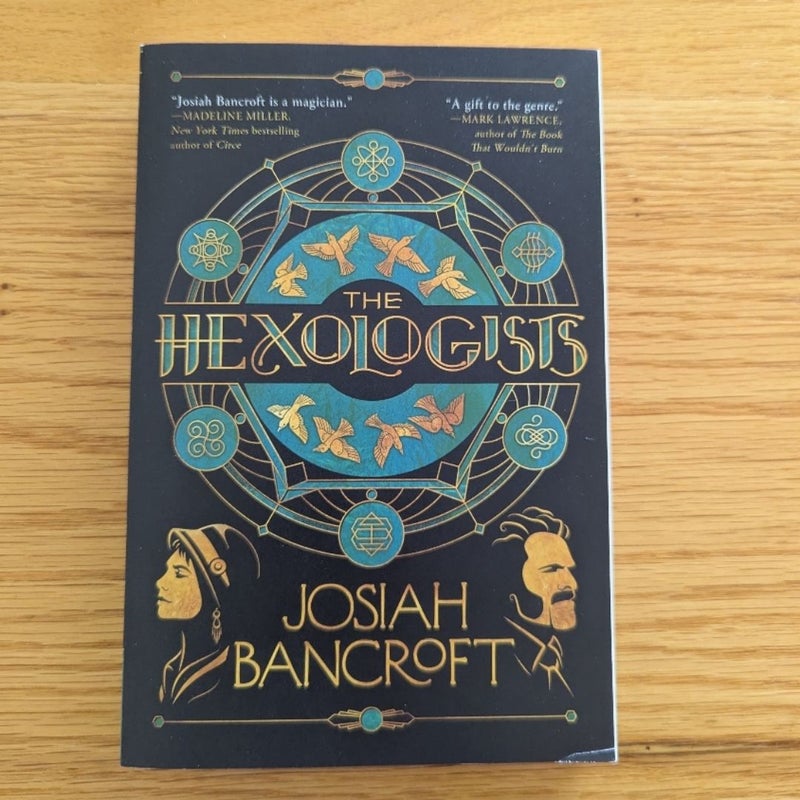 "Josiah Bancroft is a magician."
—MADELINE MILLER,
New York Times bestselling
author of Circe
"A gift to the genre."
—MARK LAWRENCE,
author of The Book
That Wouldn't Burn
THE
HEXOLOGISTS
JOSIAH
BANCROFT